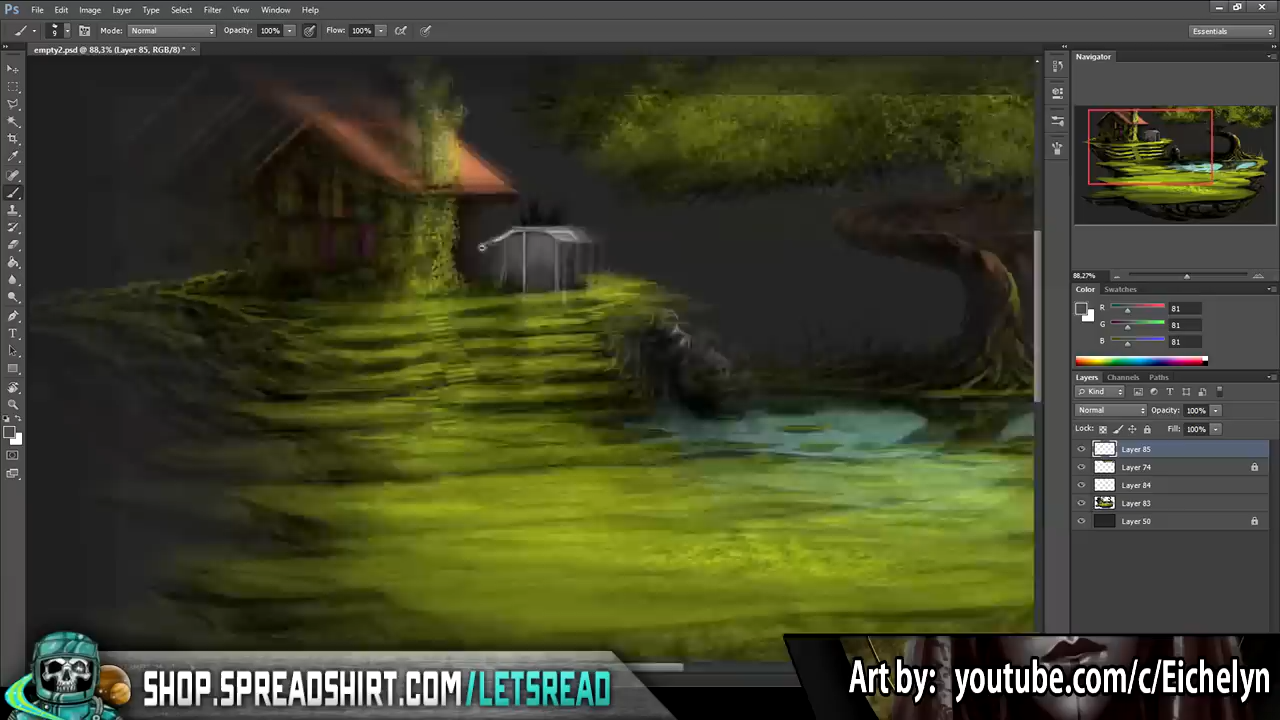 Ps File Edit Image Layer Type Select Filter View Window Help
9 Mode: Normal Opacity: 100% Flow: 100% Essentials
empty2.psd @ 88,3% (Layer 85, RGB/8) * ×
Navigator
88,27%
Color Swatches
R 81
G 81
B 81
Layers Channels Paths
Kind
Normal Opacity: 100%
Lock: Fill: 100%
Layer 85
Layer 74
Layer 84
Layer 83
Layer 50
SHOP.SPREADSHIRT.COM/LETSREAD
Art by: youtube.com/c/Eichelyn